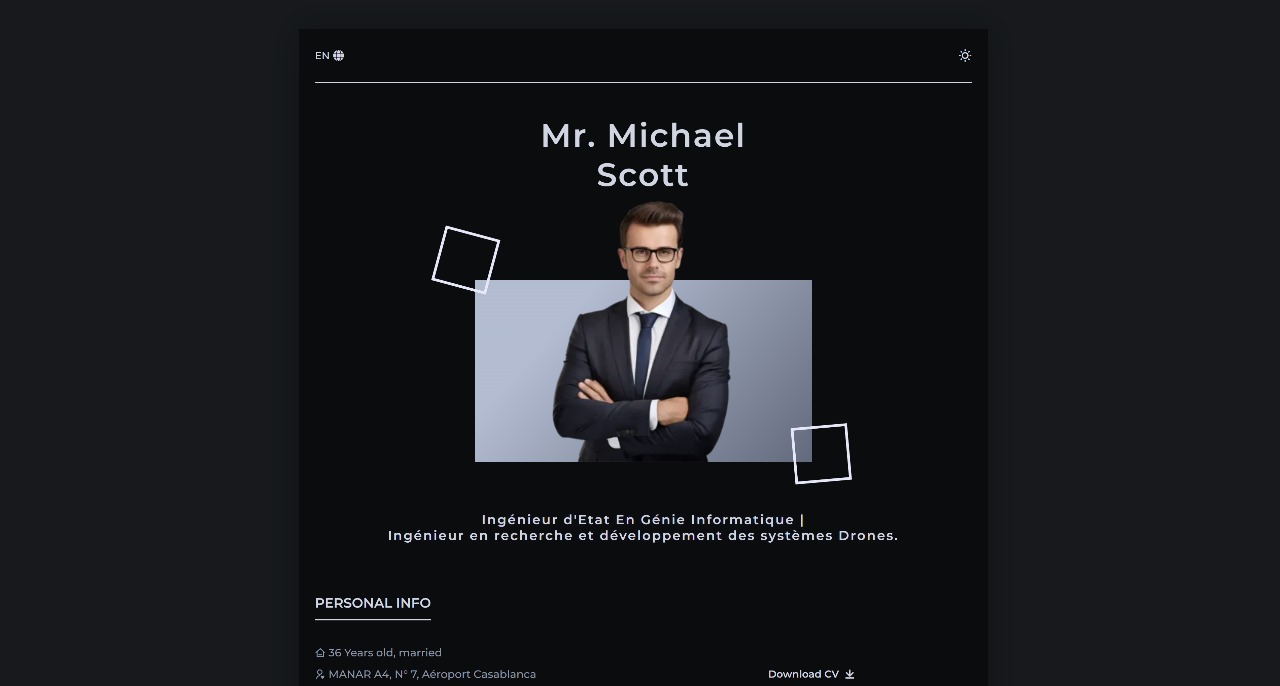 EN
Mr. Michael
Scott
Ingénieur d'Etat En Génie Informatique |
Ingénieur en recherche et développement des systèmes Drones.
PERSONAL INFO
36 Years old, married
MANAR A4, N° 7, Aéroport Casablanca
Download CV